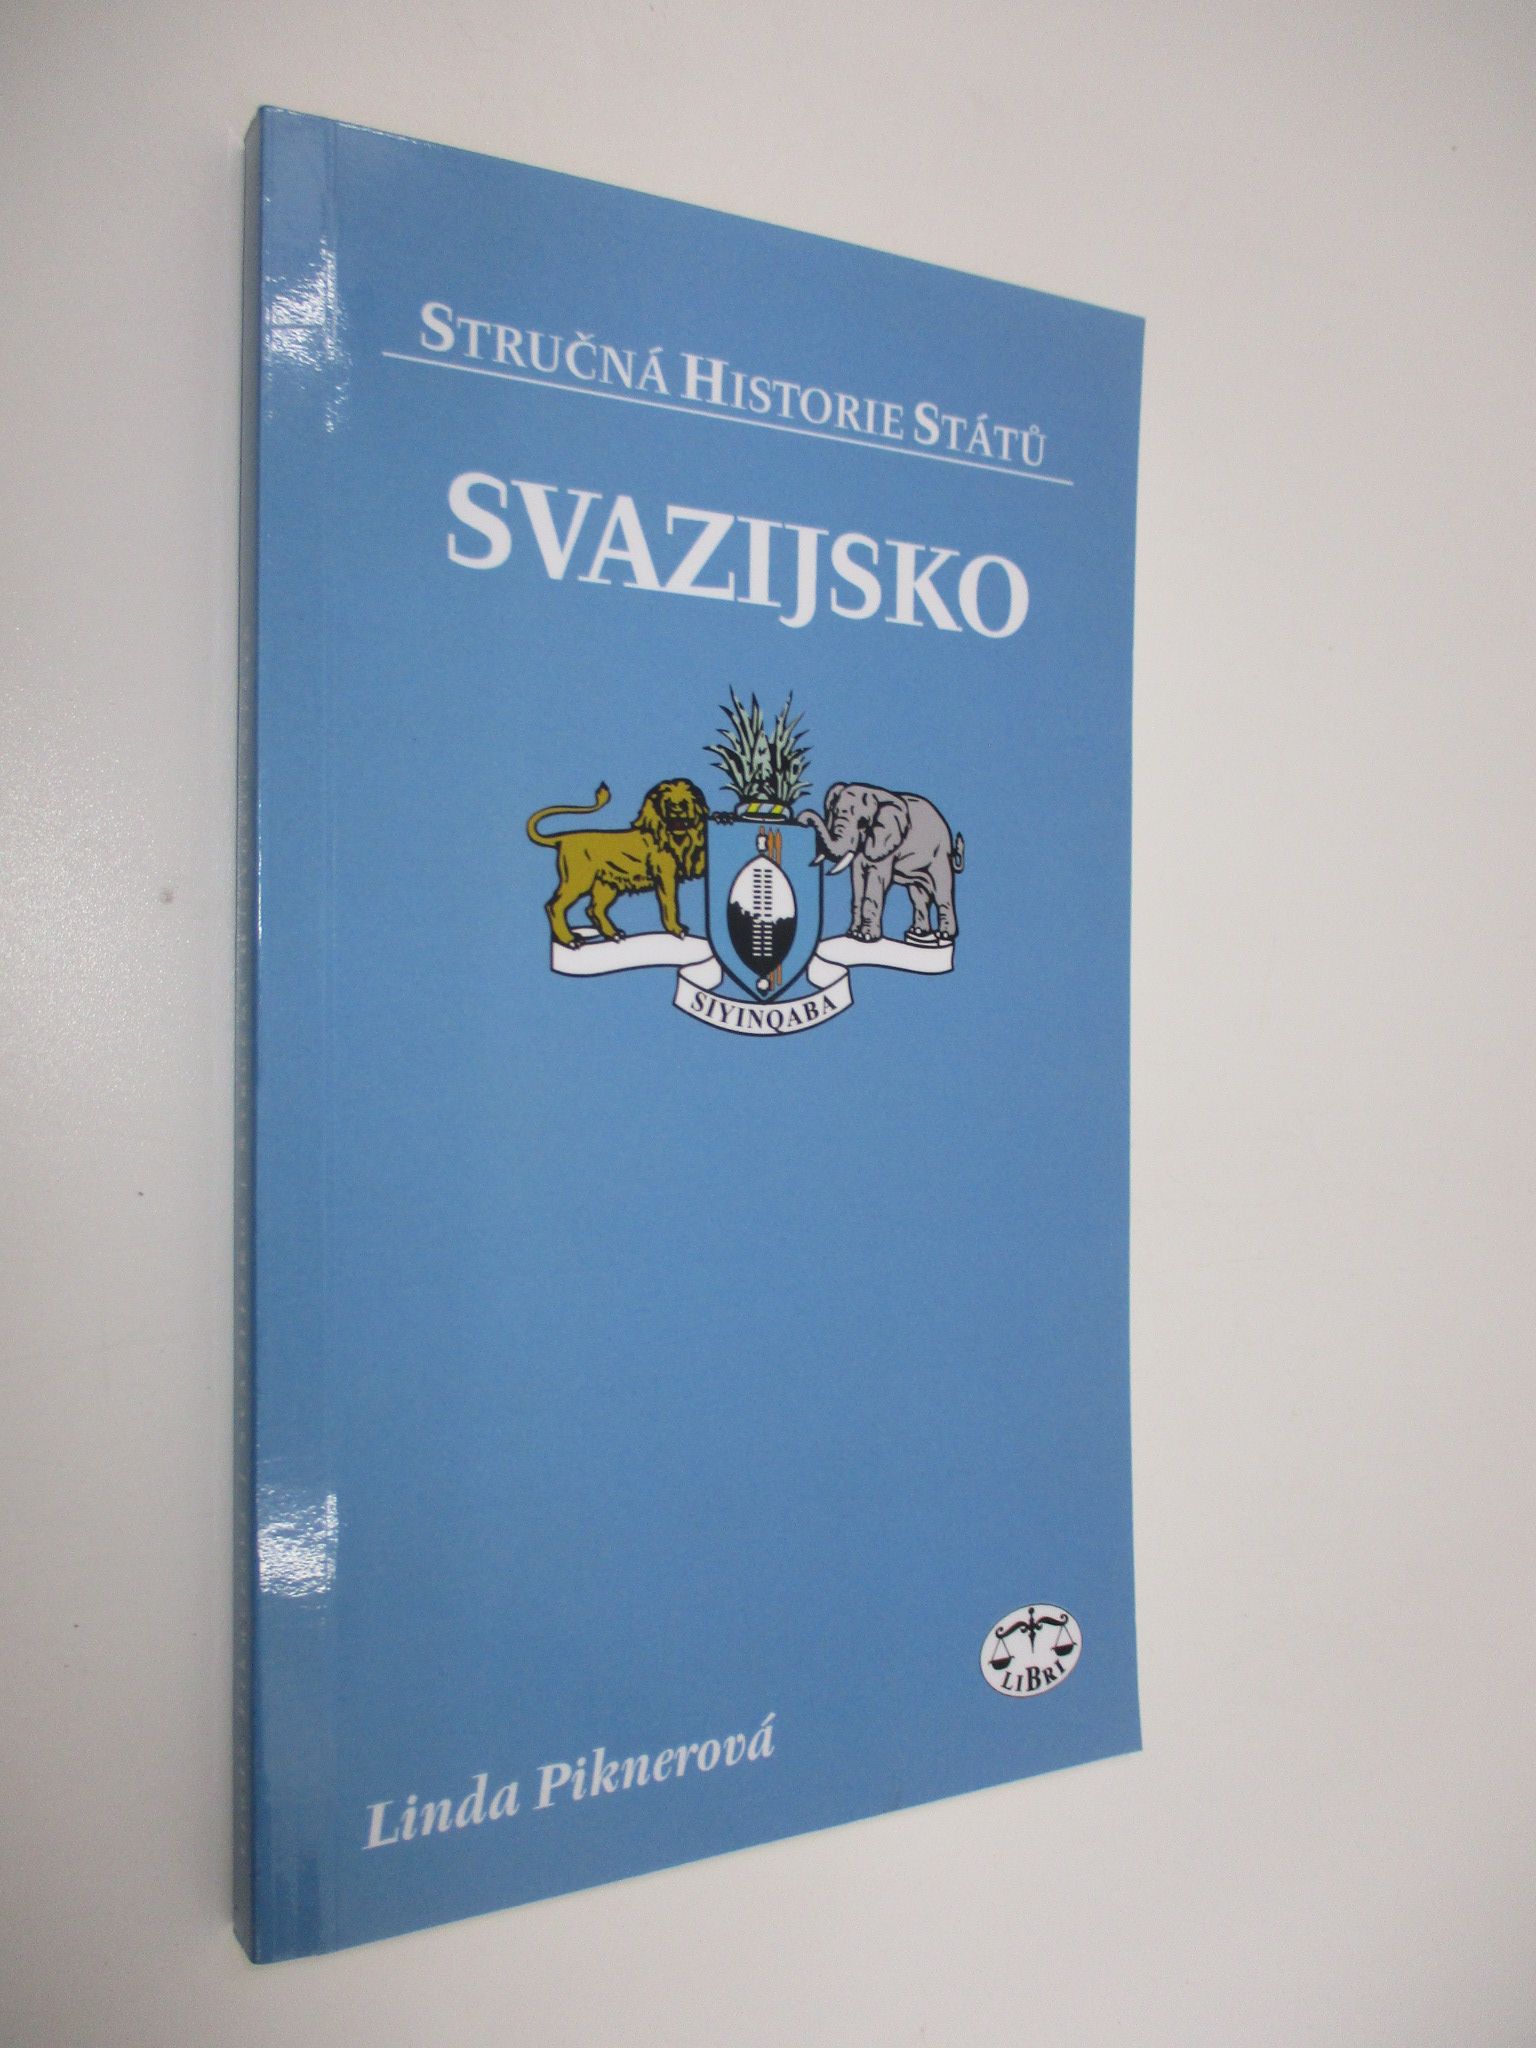 STRUČNÁ HISTORIE STÁTŮ
SVAZIJSKO
SIYINQABA
LIBRI
Linda Piknerová